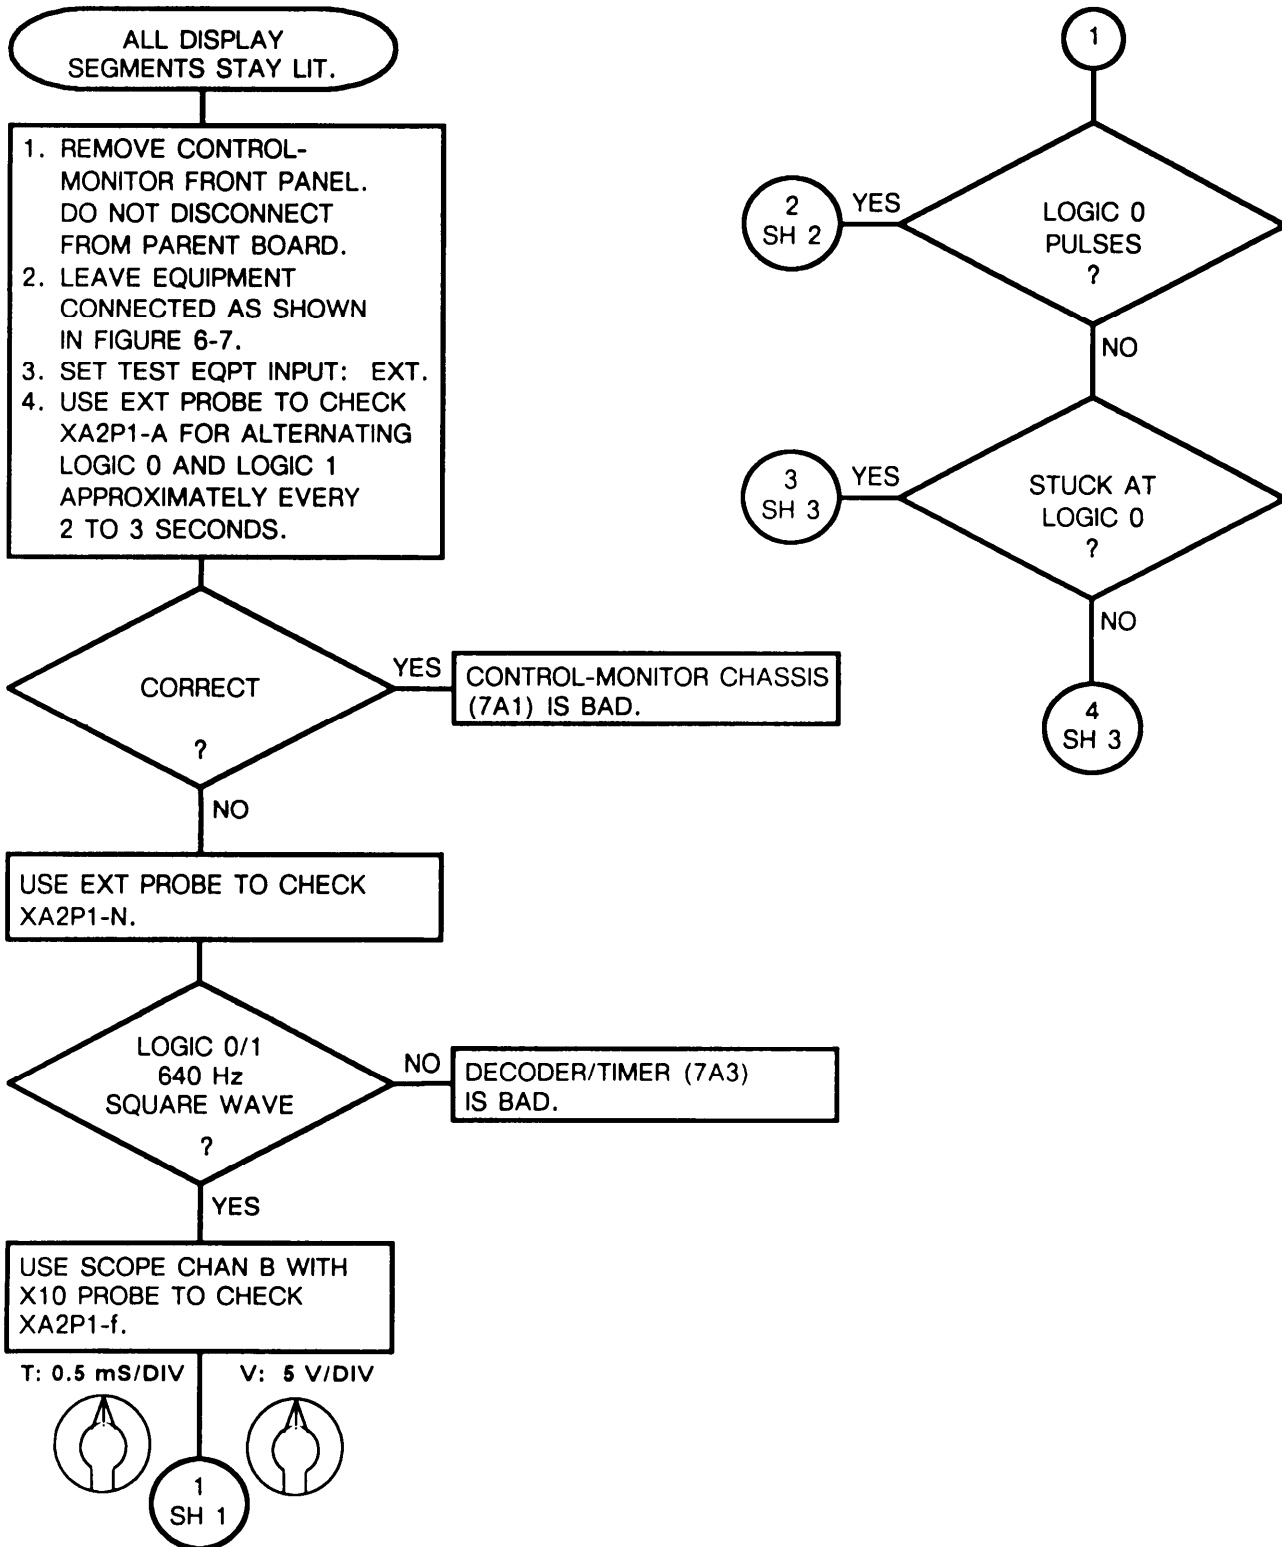 ALL DISPLAY
SEGMENTS STAY LIT.
1. REMOVE CONTROL-
MONITOR FRONT PANEL.
DO NOT DISCONNECT
FROM PARENT BOARD.
2. LEAVE EQUIPMENT
CONNECTED AS SHOWN
IN FIGURE 6-7.
3. SET TEST EQPT INPUT: EXT.
4. USE EXT PROBE TO CHECK
XA2P1-A FOR ALTERNATING
LOGIC 0 AND LOGIC 1
APPROXIMATELY EVERY
2 TO 3 SECONDS.
CORRECT
?
YES
CONTROL-MONITOR CHASSIS
(7A1) IS BAD.
NO
USE EXT PROBE TO CHECK
XA2P1-N.
LOGIC 0/1
640 Hz
SQUARE WAVE
?
NO
DECODER/TIMER (7A3)
IS BAD.
YES
USE SCOPE CHAN B WITH
X10 PROBE TO CHECK
XA2P1-f.
T: 0.5 mS/DIV
V: 5 V/DIV
1
SH 1
1
LOGIC 0
PULSES
?
YES
2
SH 2
NO
STUCK AT
LOGIC 0
?
YES
3
SH 3
NO
4
SH 3